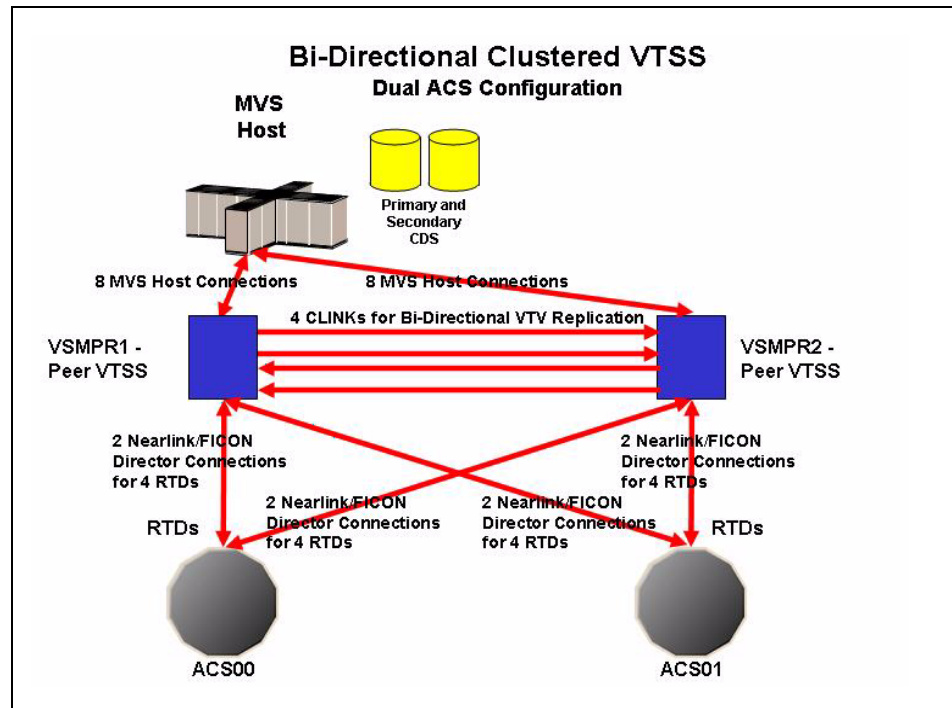 Bi-Directional Clustered VTSS
Dual ACS Configuration
MVS
Host
Primary and
Secondary
CDS
8 MVS Host Connections
8 MVS Host Connections
4 CLINKs for Bi-Directional VTV Replication
VSMPR1 -
Peer VTSS
VSMPR2 -
Peer VTSS
2 Nearlink/FICON
Director Connections
for 4 RTDs
2 Nearlink/FICON
Director Connections
for 4 RTDs
2 Nearlink/FICON
Director Connections
for 4 RTDs
2 Nearlink/FICON
Director Connections
for 4 RTDs
RTDs
RTDs
ACS00
ACS01